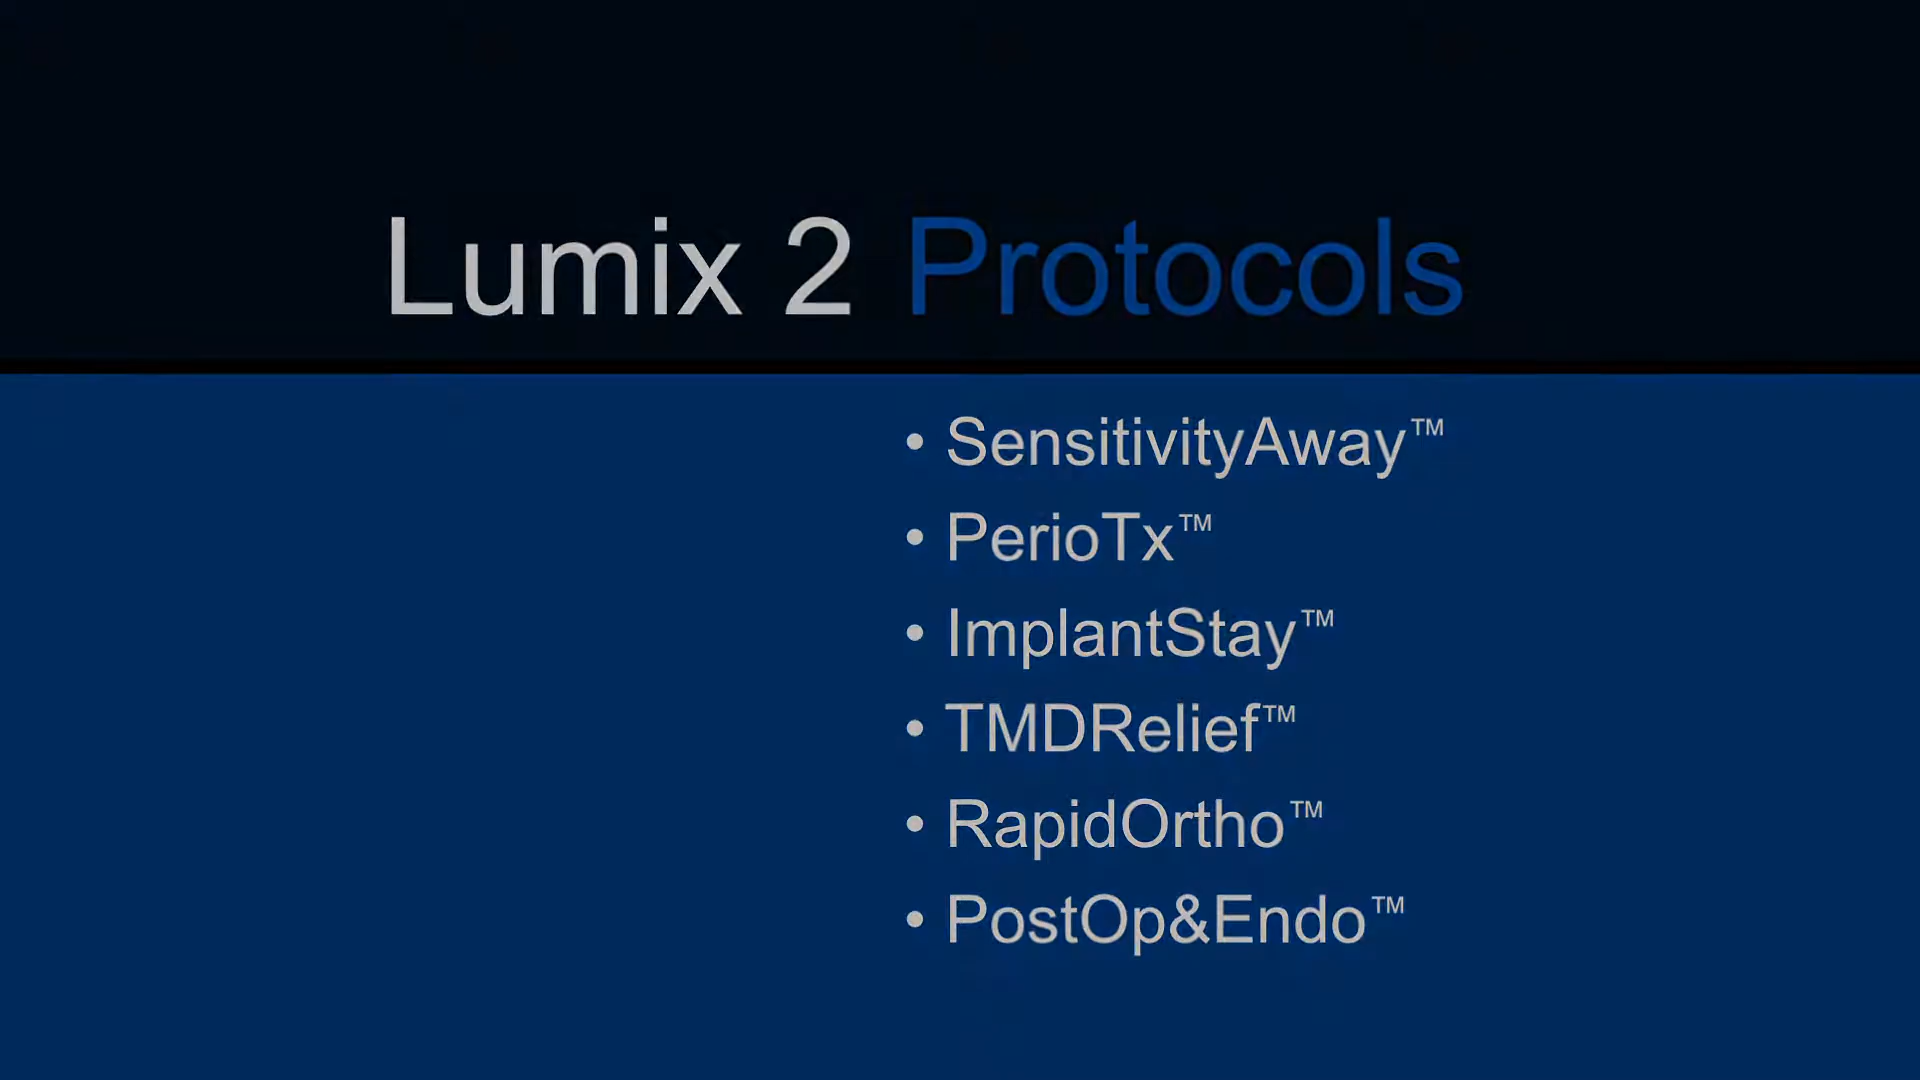 Lumix 2 Protocols
• SensitivityAway™
• PerioTx™
• ImplantStay™
• TMDRelief™
• RapidOrtho™
• PostOp&Endo™